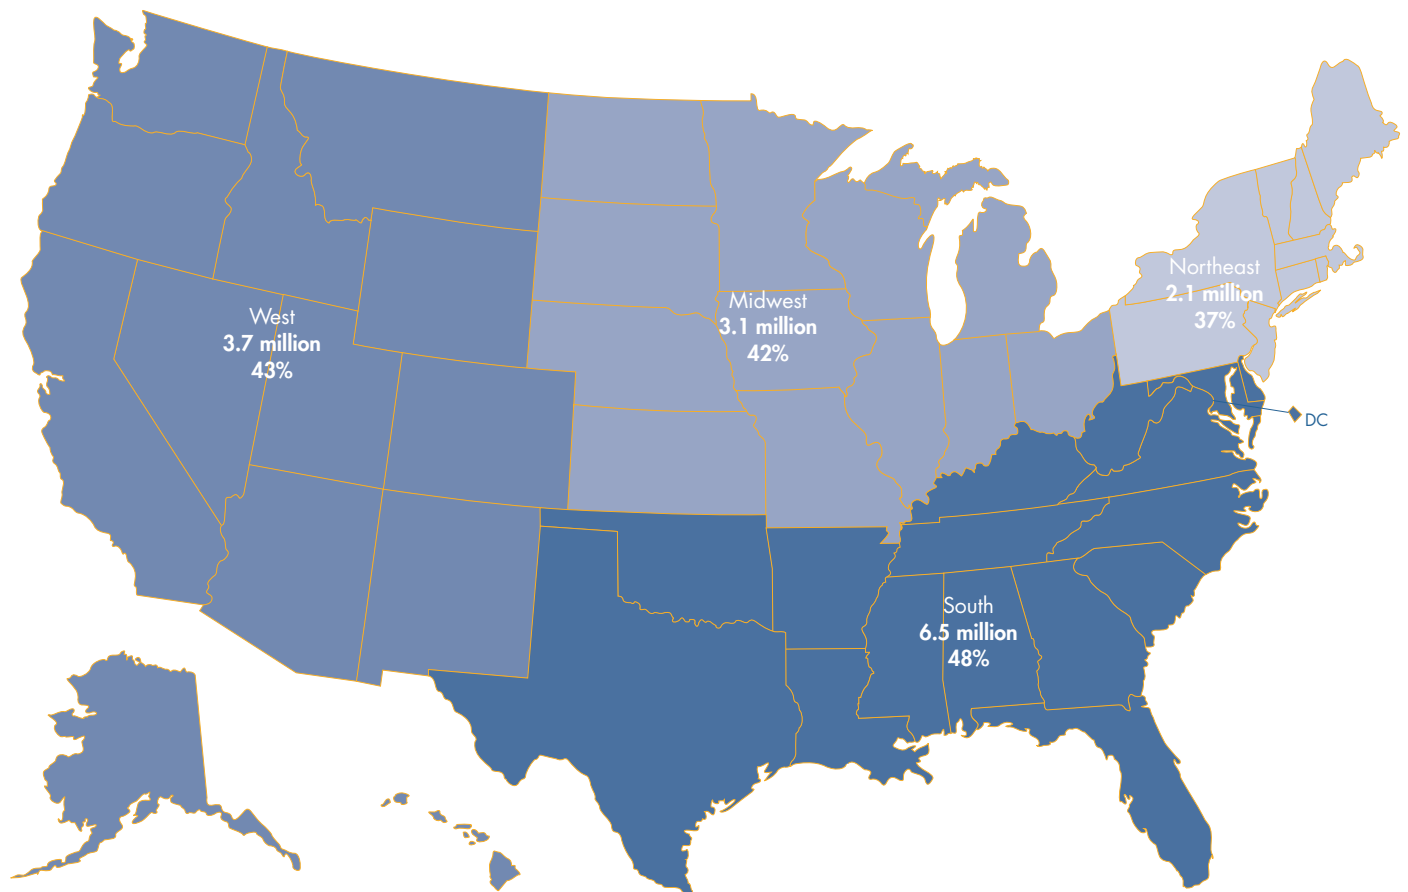 West
3.7 million
43%
Midwest
3.1 million
42%
Northeast
2.1 million
37%
South
6.5 million
48%
DC